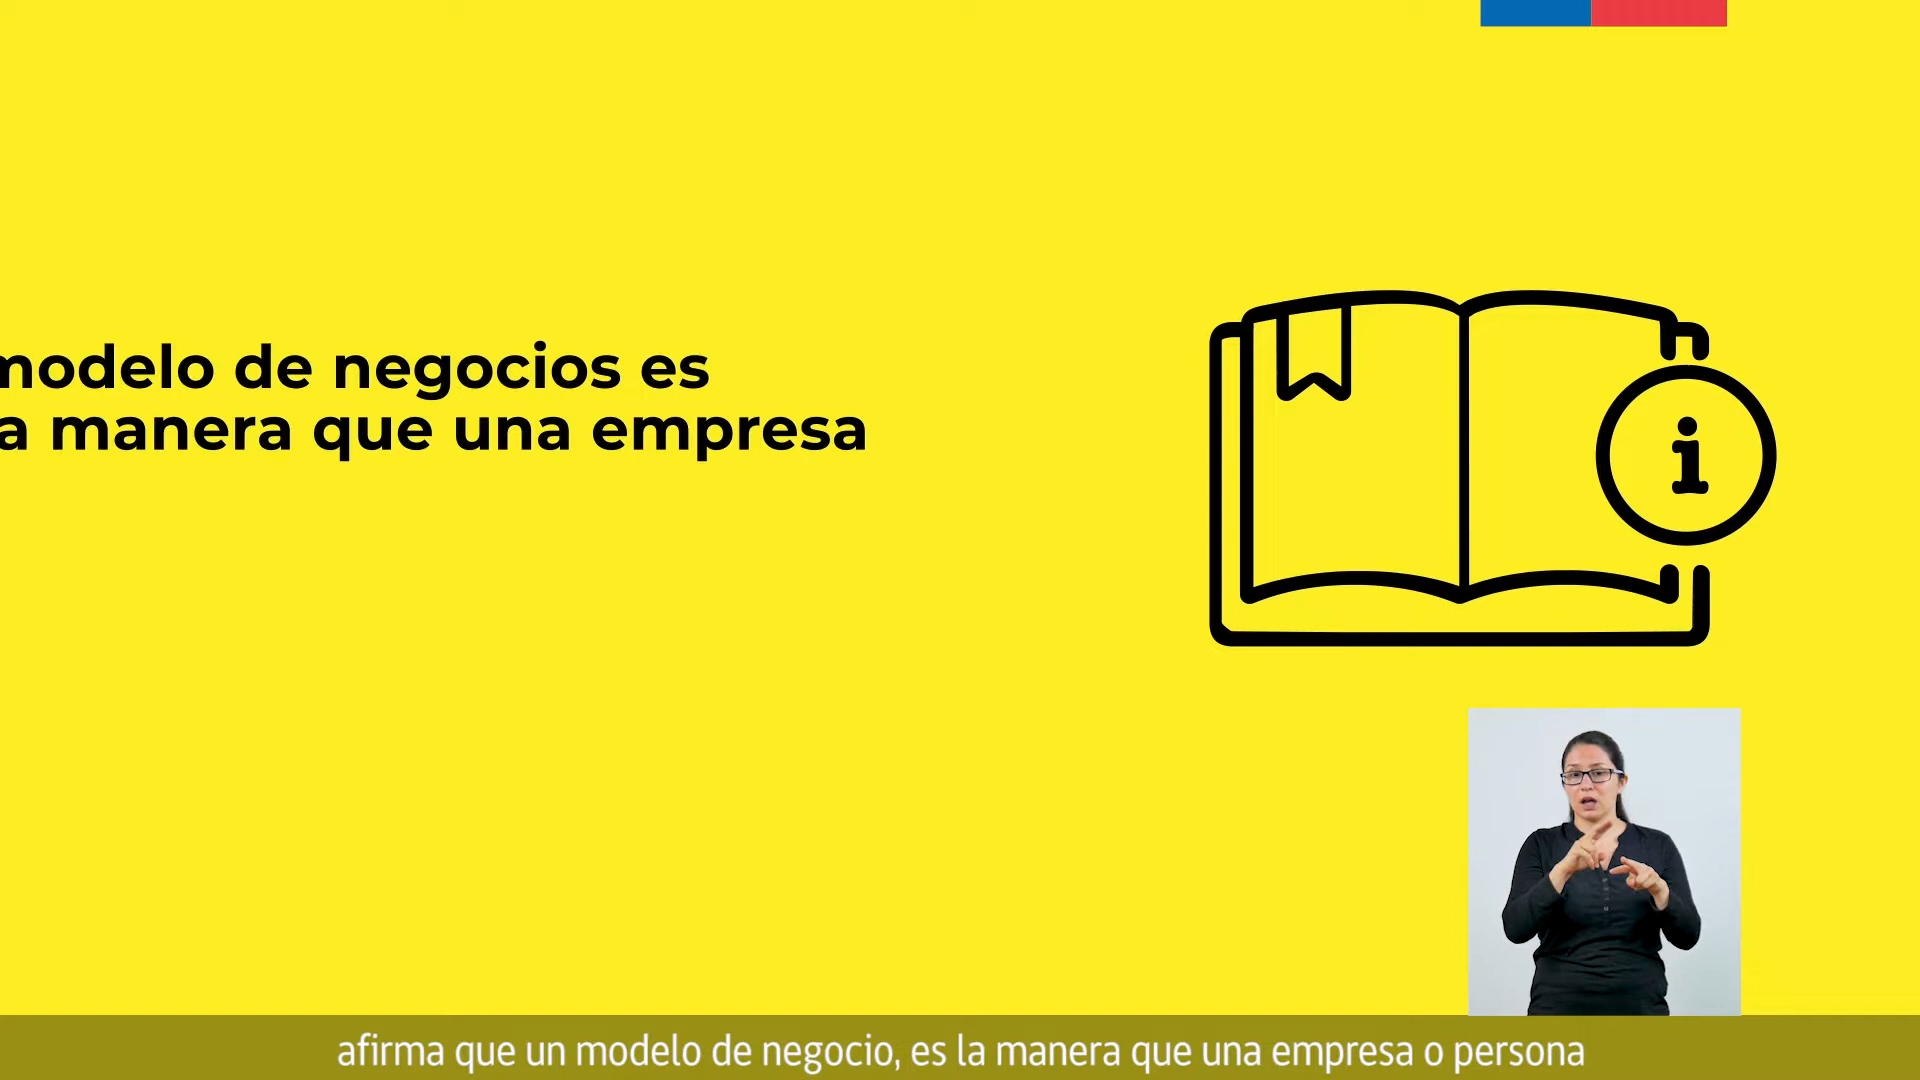 modelo de negocios es
a manera que una empresa
i
afirma que un modelo de negocio, es la manera que una empresa o persona